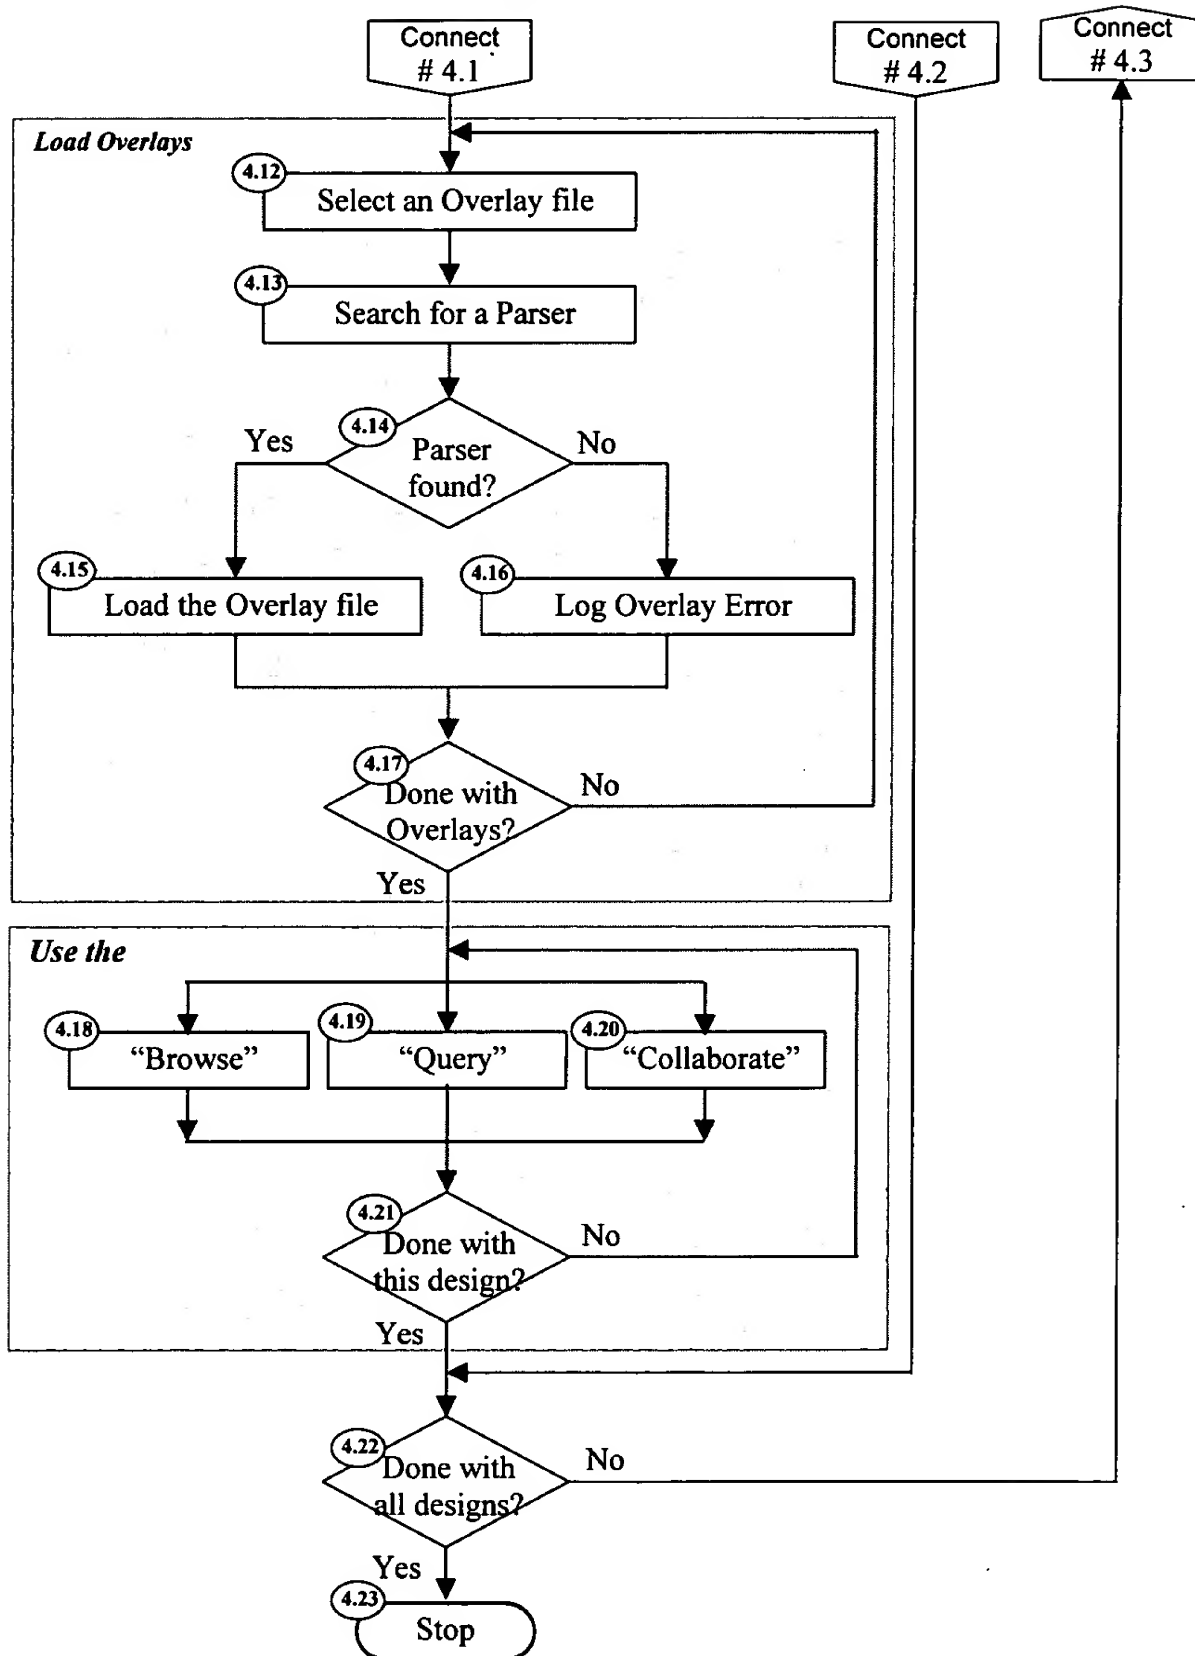 Connect
# 4.1
Connect
# 4.2
Connect
# 4.3
Load Overlays
4.12
Select an Overlay file
4.13
Search for a Parser
4.14
Yes
Parser
found?
No
4.15
Load the Overlay file
4.16
Log Overlay Error
4.17
Done with
Overlays?
No
Yes
Use the
4.18
“Browse”
4.19
“Query”
4.20
“Collaborate”
4.21
Done with
this design?
No
Yes
4.22
Done with
all designs?
No
Yes
4.23
Stop